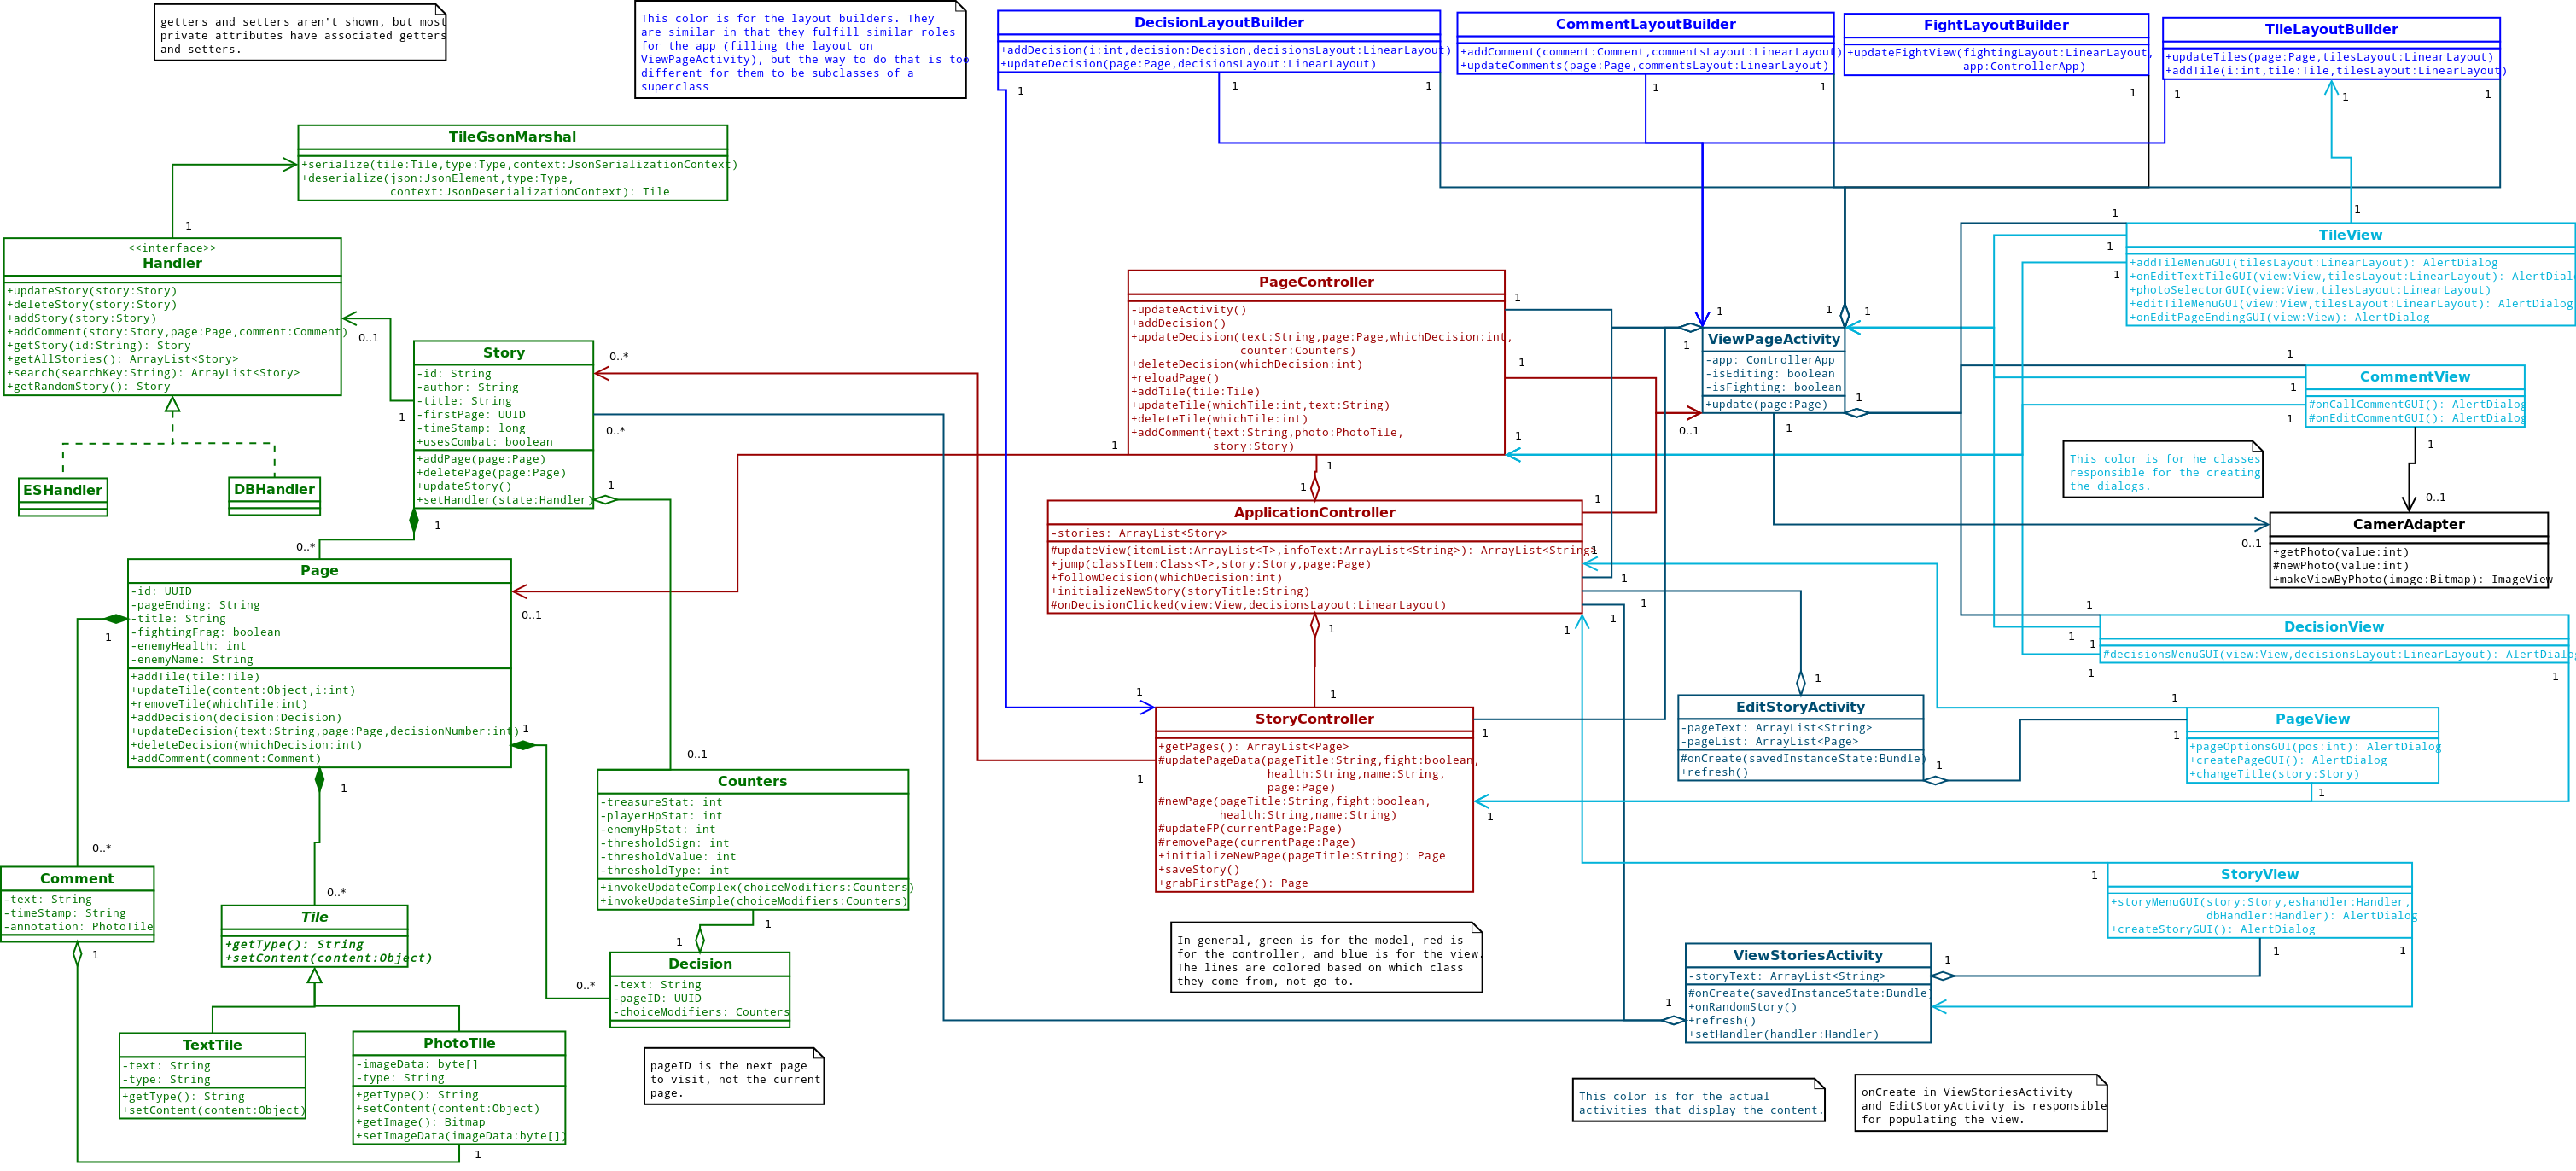 getters and setters aren't shown, but most
private attributes have associated getters
and setters.
This color is for the layout builders. They
are similar in that they fulfill similar roles
for the app (filling the layout on
ViewPageActivity), but the way to do that is too
different for them to be subclasses of a
superclass
DecisionLayoutBuilder
+addDecision(i:int,decision:Decision,decisionsLayout:LinearLayout)
+updateDecision(page:Page,decisionsLayout:LinearLayout)
1
1
1
CommentLayoutBuilder
+addComment(comment:Comment,commentsLayout:LinearLayout)
+updateComments(page:Page,commentsLayout:LinearLayout)
1
1
FightLayoutBuilder
+updateFightView(fightingLayout:LinearLayout,
app:ControllerApp)
1
TileLayoutBuilder
+updateTiles(page:Page,tilesLayout:LinearLayout)
+addTile(i:int,tile:Tile,tilesLayout:LinearLayout)
1
1
1
TileGsonMarshal
+serialize(tile:Tile,type:Type,context:JsonSerializationContext)
+deserialize(json:JsonElement,type:Type,
context:JsonDeserializationContext): Tile
1
<<interface>>
Handler
+updateStory(story:Story)
+deleteStory(story:Story)
+addStory(story:Story)
+addComment(story:Story,page:Page,comment:Comment)
+getStory(id:String): Story
+getAllStories(): ArrayList<Story>
+search(searchKey:String): ArrayList<Story>
+getRandomStory(): Story
0..1
1
ESHandler
DBHandler
Story
-id: String
-author: String
-title: String
-firstPage: UUID
-timeStamp: long
+usesCombat: boolean
+addPage(page:Page)
+deletePage(page:Page)
+updateStory()
+setHandler(state:Handler)
0..*
0..*
1
1
0..*
Page
-id: UUID
-pageEnding: String
-title: String
-fightingFrag: boolean
-enemyHealth: int
-enemyName: String
+addTile(tile:Tile)
+updateTile(content:Object,i:int)
+removeTile(whichTile:int)
+addDecision(decision:Decision)
+updateDecision(text:String,page:Page,decisionNumber:int)
+deleteDecision(whichDecision:int)
+addComment(comment:Comment)
0..1
1
1
1
0..*
0..*
Comment
-text: String
-timeStamp: String
-annotation: PhotoTile
1
Tile
+getType(): String
+setContent(content:Object)
TextTile
-text: String
-type: String
+getType(): String
+setContent(content:Object)
PhotoTile
-imageData: byte[]
-type: String
+getType(): String
+setContent(content:Object)
+getImage(): Bitmap
+setImageData(imageData:byte[])
1
0..1
Counters
-treasureStat: int
-playerHpStat: int
-enemyHpStat: int
-thresholdSign: int
-thresholdValue: int
-thresholdType: int
+invokeUpdateComplex(choiceModifiers:Counters)
+invokeUpdateSimple(choiceModifiers:Counters)
1
1
0..*
Decision
-text: String
-pageID: UUID
-choiceModifiers: Counters
pageID is the next page
to visit, not the current
page.
PageController
-updateActivity()
+addDecision()
+updateDecision(text:String,page:Page,whichDecision:int,
counter:Counters)
+deleteDecision(whichDecision:int)
+reloadPage()
+addTile(tile:Tile)
+updateTile(whichTile:int,text:String)
+deleteTile(whichTile:int)
+addComment(text:String,photo:PhotoTile,
story:Story)
1
1
1
1
1
1
ApplicationController
-stories: ArrayList<Story>
#updateView(itemList:ArrayList<T>,infoText:ArrayList<String>): ArrayList<String>
+jump(classItem:Class<T>,story:Story,page:Page)
+followDecision(whichDecision:int)
+initializeNewStory(storyTitle:String)
#onDecisionClicked(view:View,decisionsLayout:LinearLayout)
1
1
1
1
1
1
1
1
1
StoryController
+getPages(): ArrayList<Page>
#updatePageData(pageTitle:String,fight:boolean,
health:String,name:String,
page:Page)
#newPage(pageTitle:String,fight:boolean,
health:String,name:String)
#updateFP(currentPage:Page)
#removePage(currentPage:Page)
+initializeNewPage(pageTitle:String): Page
+saveStory()
+grabFirstPage(): Page
1
1
1
In general, green is for the model, red is
for the controller, and blue is for the view.
The lines are colored based on which class
they come from, not go to.
1
1
1
1
ViewPageActivity
-app: ControllerApp
-isEditing: boolean
-isFighting: boolean
+update(page:Page)
0..1
1
1
TileView
+addTileMenuGUI(tilesLayout:LinearLayout): AlertDialog
+onEditTextTileGUI(view:View,tilesLayout:LinearLayout): AlertDial
+photoSelectorGUI(view:View,tilesLayout:LinearLayout)
+editTileMenuGUI(view:View,tilesLayout:LinearLayout): AlertDialog
+onEditPageEndingGUI(view:View): AlertDialog
1
1
1
1
CommentView
#onCallCommentGUI(): AlertDialog
#onEditCommentGUI(): AlertDialog
1
1
1
1
This color is for he classes
responsible for the creating
the dialogs.
0..1
0..1
CamerAdapter
+getPhoto(value:int)
#newPhoto(value:int)
+makeViewByPhoto(image:Bitmap): ImageView
DecisionView
#decisionsMenuGUI(view:View,decisionsLayout:LinearLayout): AlertDialo
1
1
1
1
1
EditStoryActivity
-pageText: ArrayList<String>
-pageList: ArrayList<Page>
#onCreate(savedInstanceState:Bundle)
+refresh()
1
1
PageView
+pageOptionsGUI(pos:int): AlertDialog
+createPageGUI(): AlertDialog
+changeTitle(story:Story)
1
1
1
StoryView
+storyMenuGUI(story:Story,eshandler:Handler,
dbHandler:Handler): AlertDialog
+createStoryGUI(): AlertDialog
1
1
1
ViewStoriesActivity
-storyText: ArrayList<String>
#onCreate(savedInstanceState:Bundle)
+onRandomStory()
+refresh()
+setHandler(handler:Handler)
1
1
This color is for the actual
activities that display the content.
onCreate in ViewStoriesActivity
and EditStoryActivity is responsible
for populating the view.